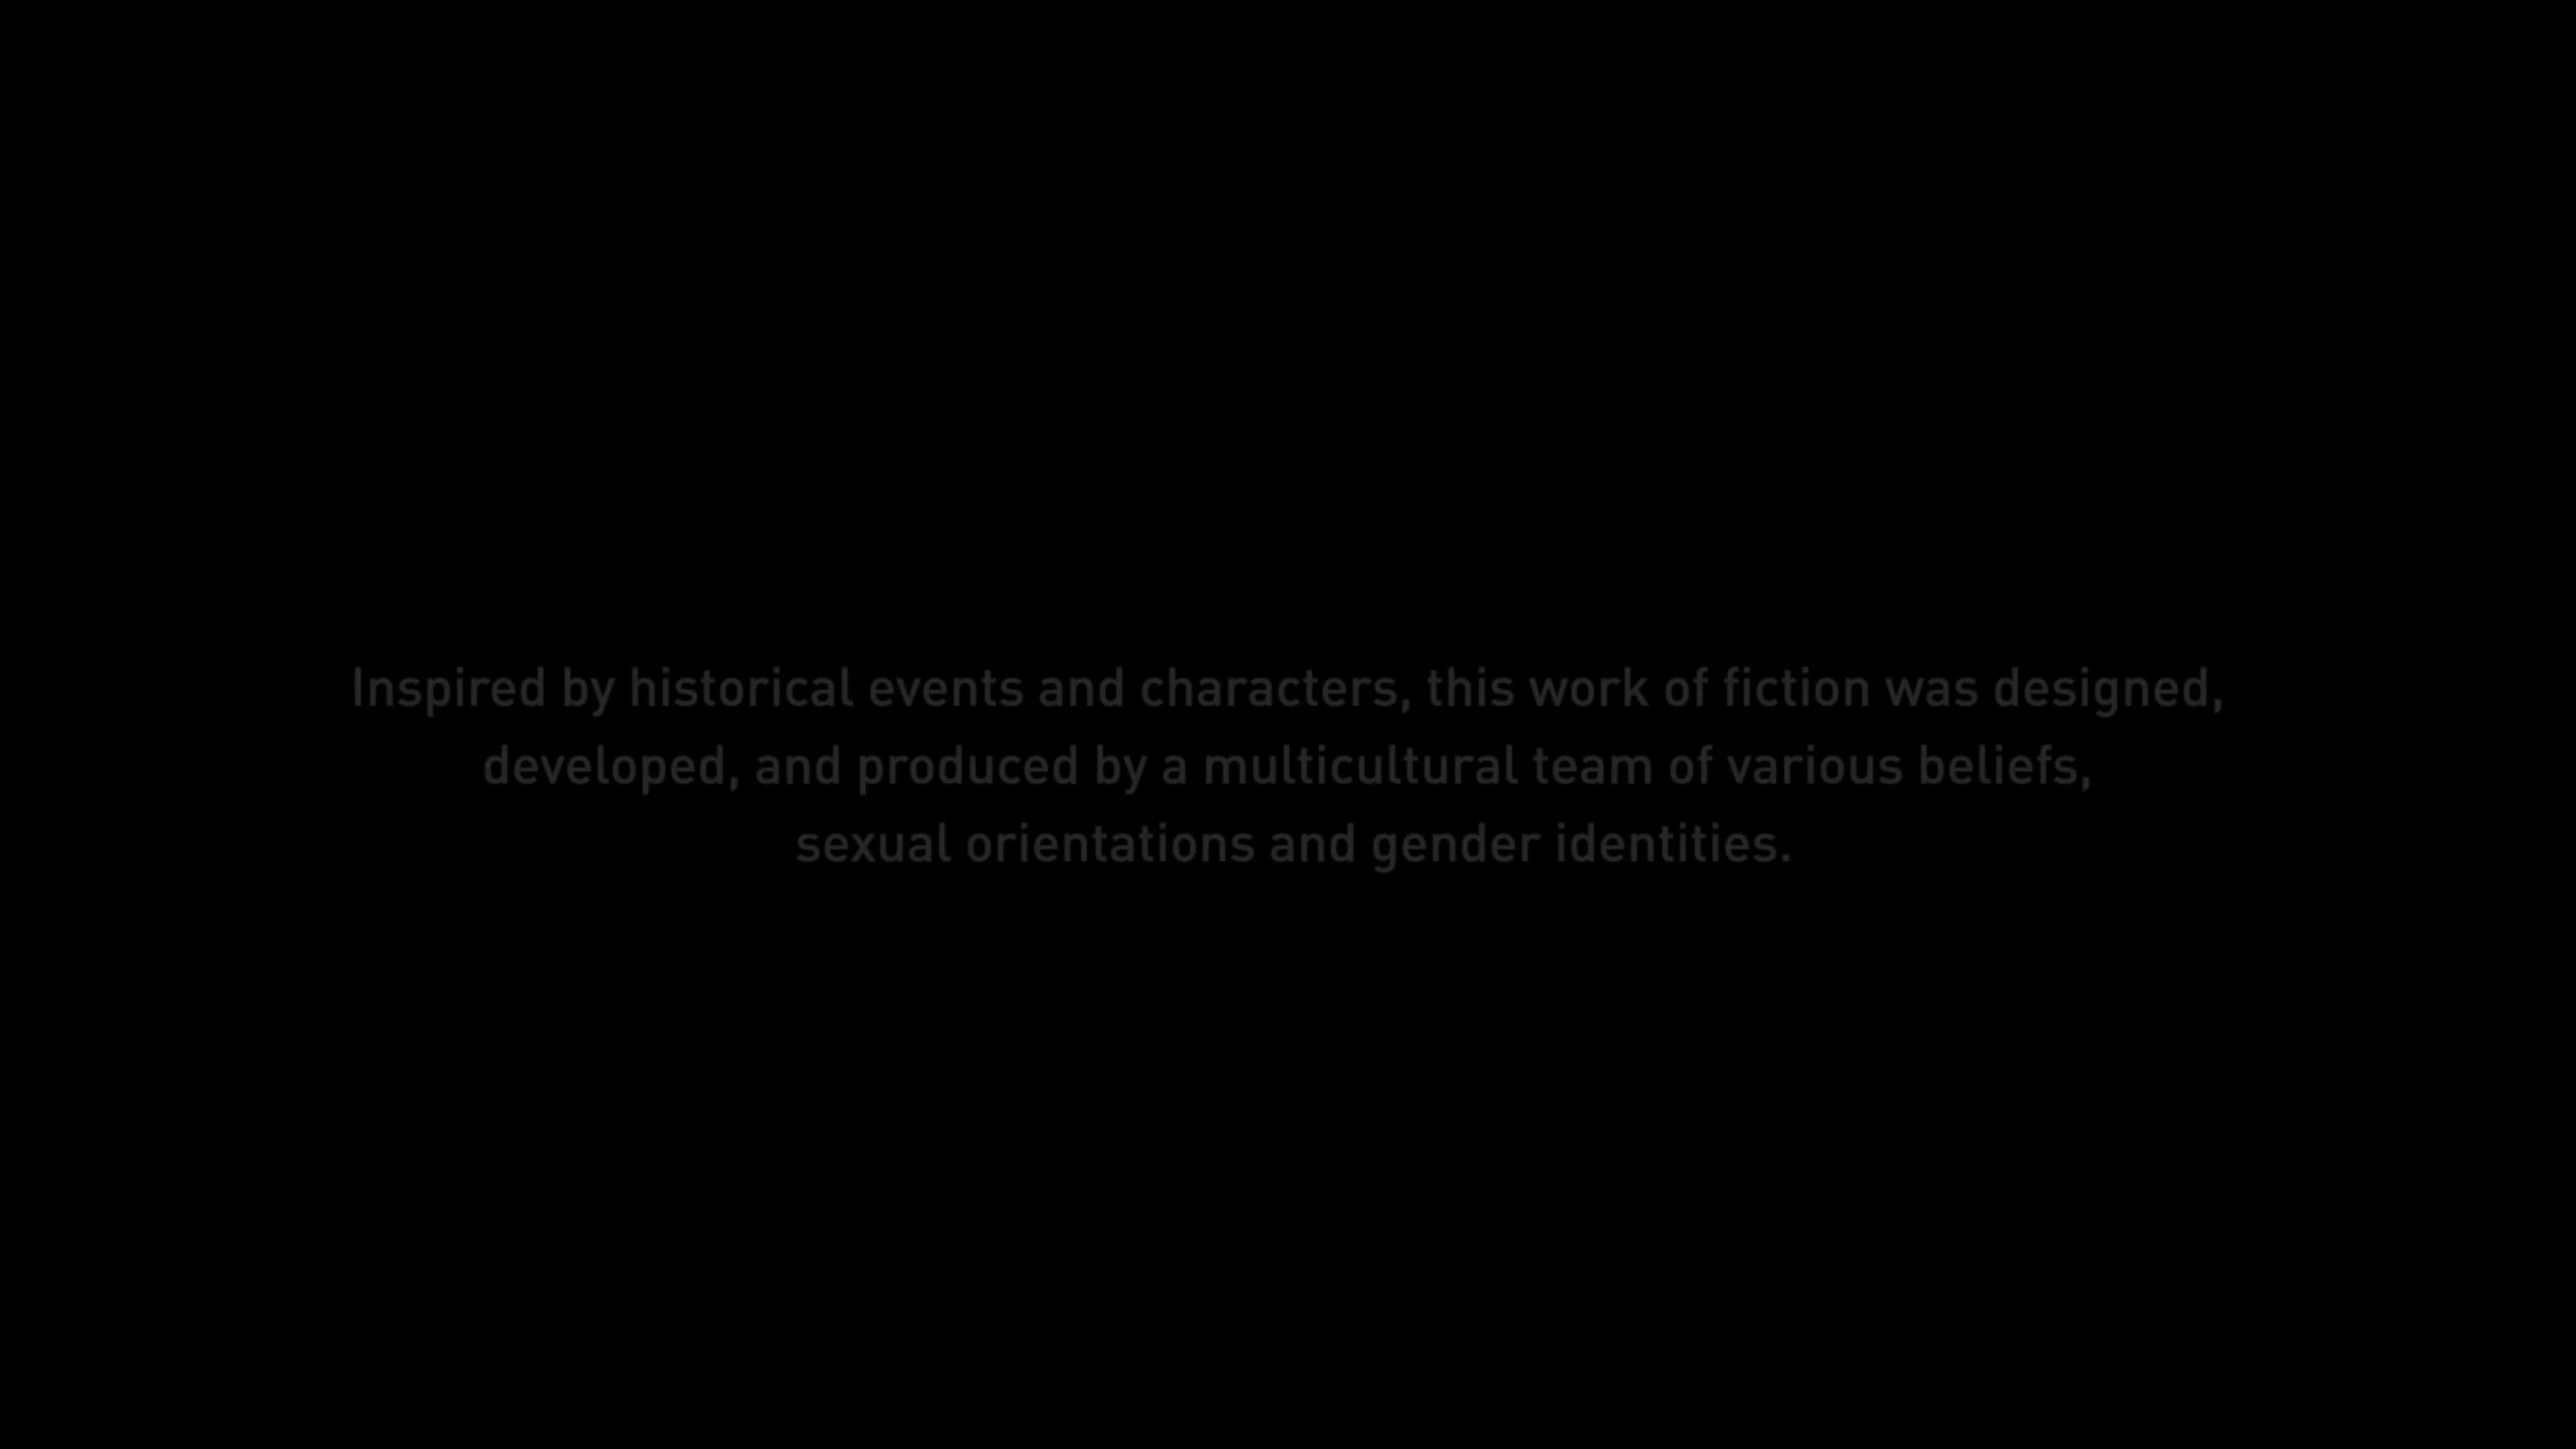 Inspired by historical events and characters, this work of fiction was designed,
developed, and produced by a multicultural team of various beliefs,
sexual orientations and gender identities.